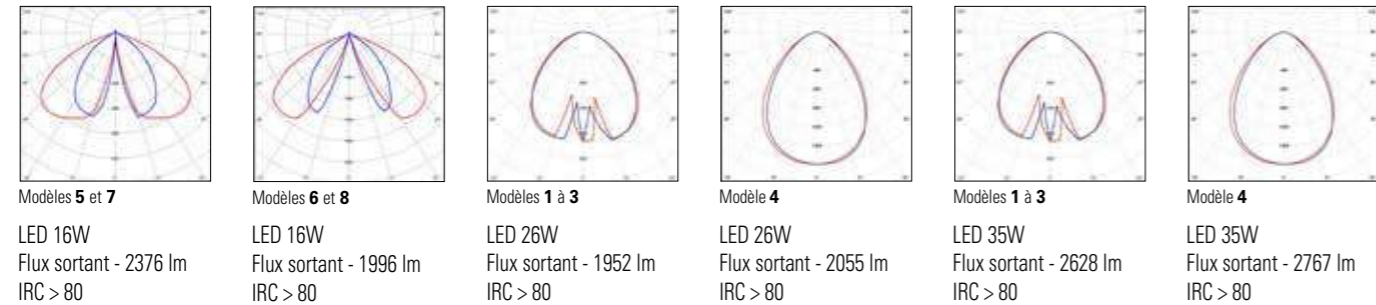 Modèles 5 et 7
LED 16W
Flux sortant - 2376 lm
IRC > 80
Modèles 6 et 8
LED 16W
Flux sortant - 1996 lm
IRC > 80
Modèles 1 à 3
LED 26W
Flux sortant - 1952 lm
IRC > 80
Modèle 4
LED 26W
Flux sortant - 2055 lm
IRC > 80
Modèles 1 à 3
LED 35W
Flux sortant - 2628 lm
IRC > 80
Modèle 4
LED 35W
Flux sortant - 2767 lm
IRC > 80